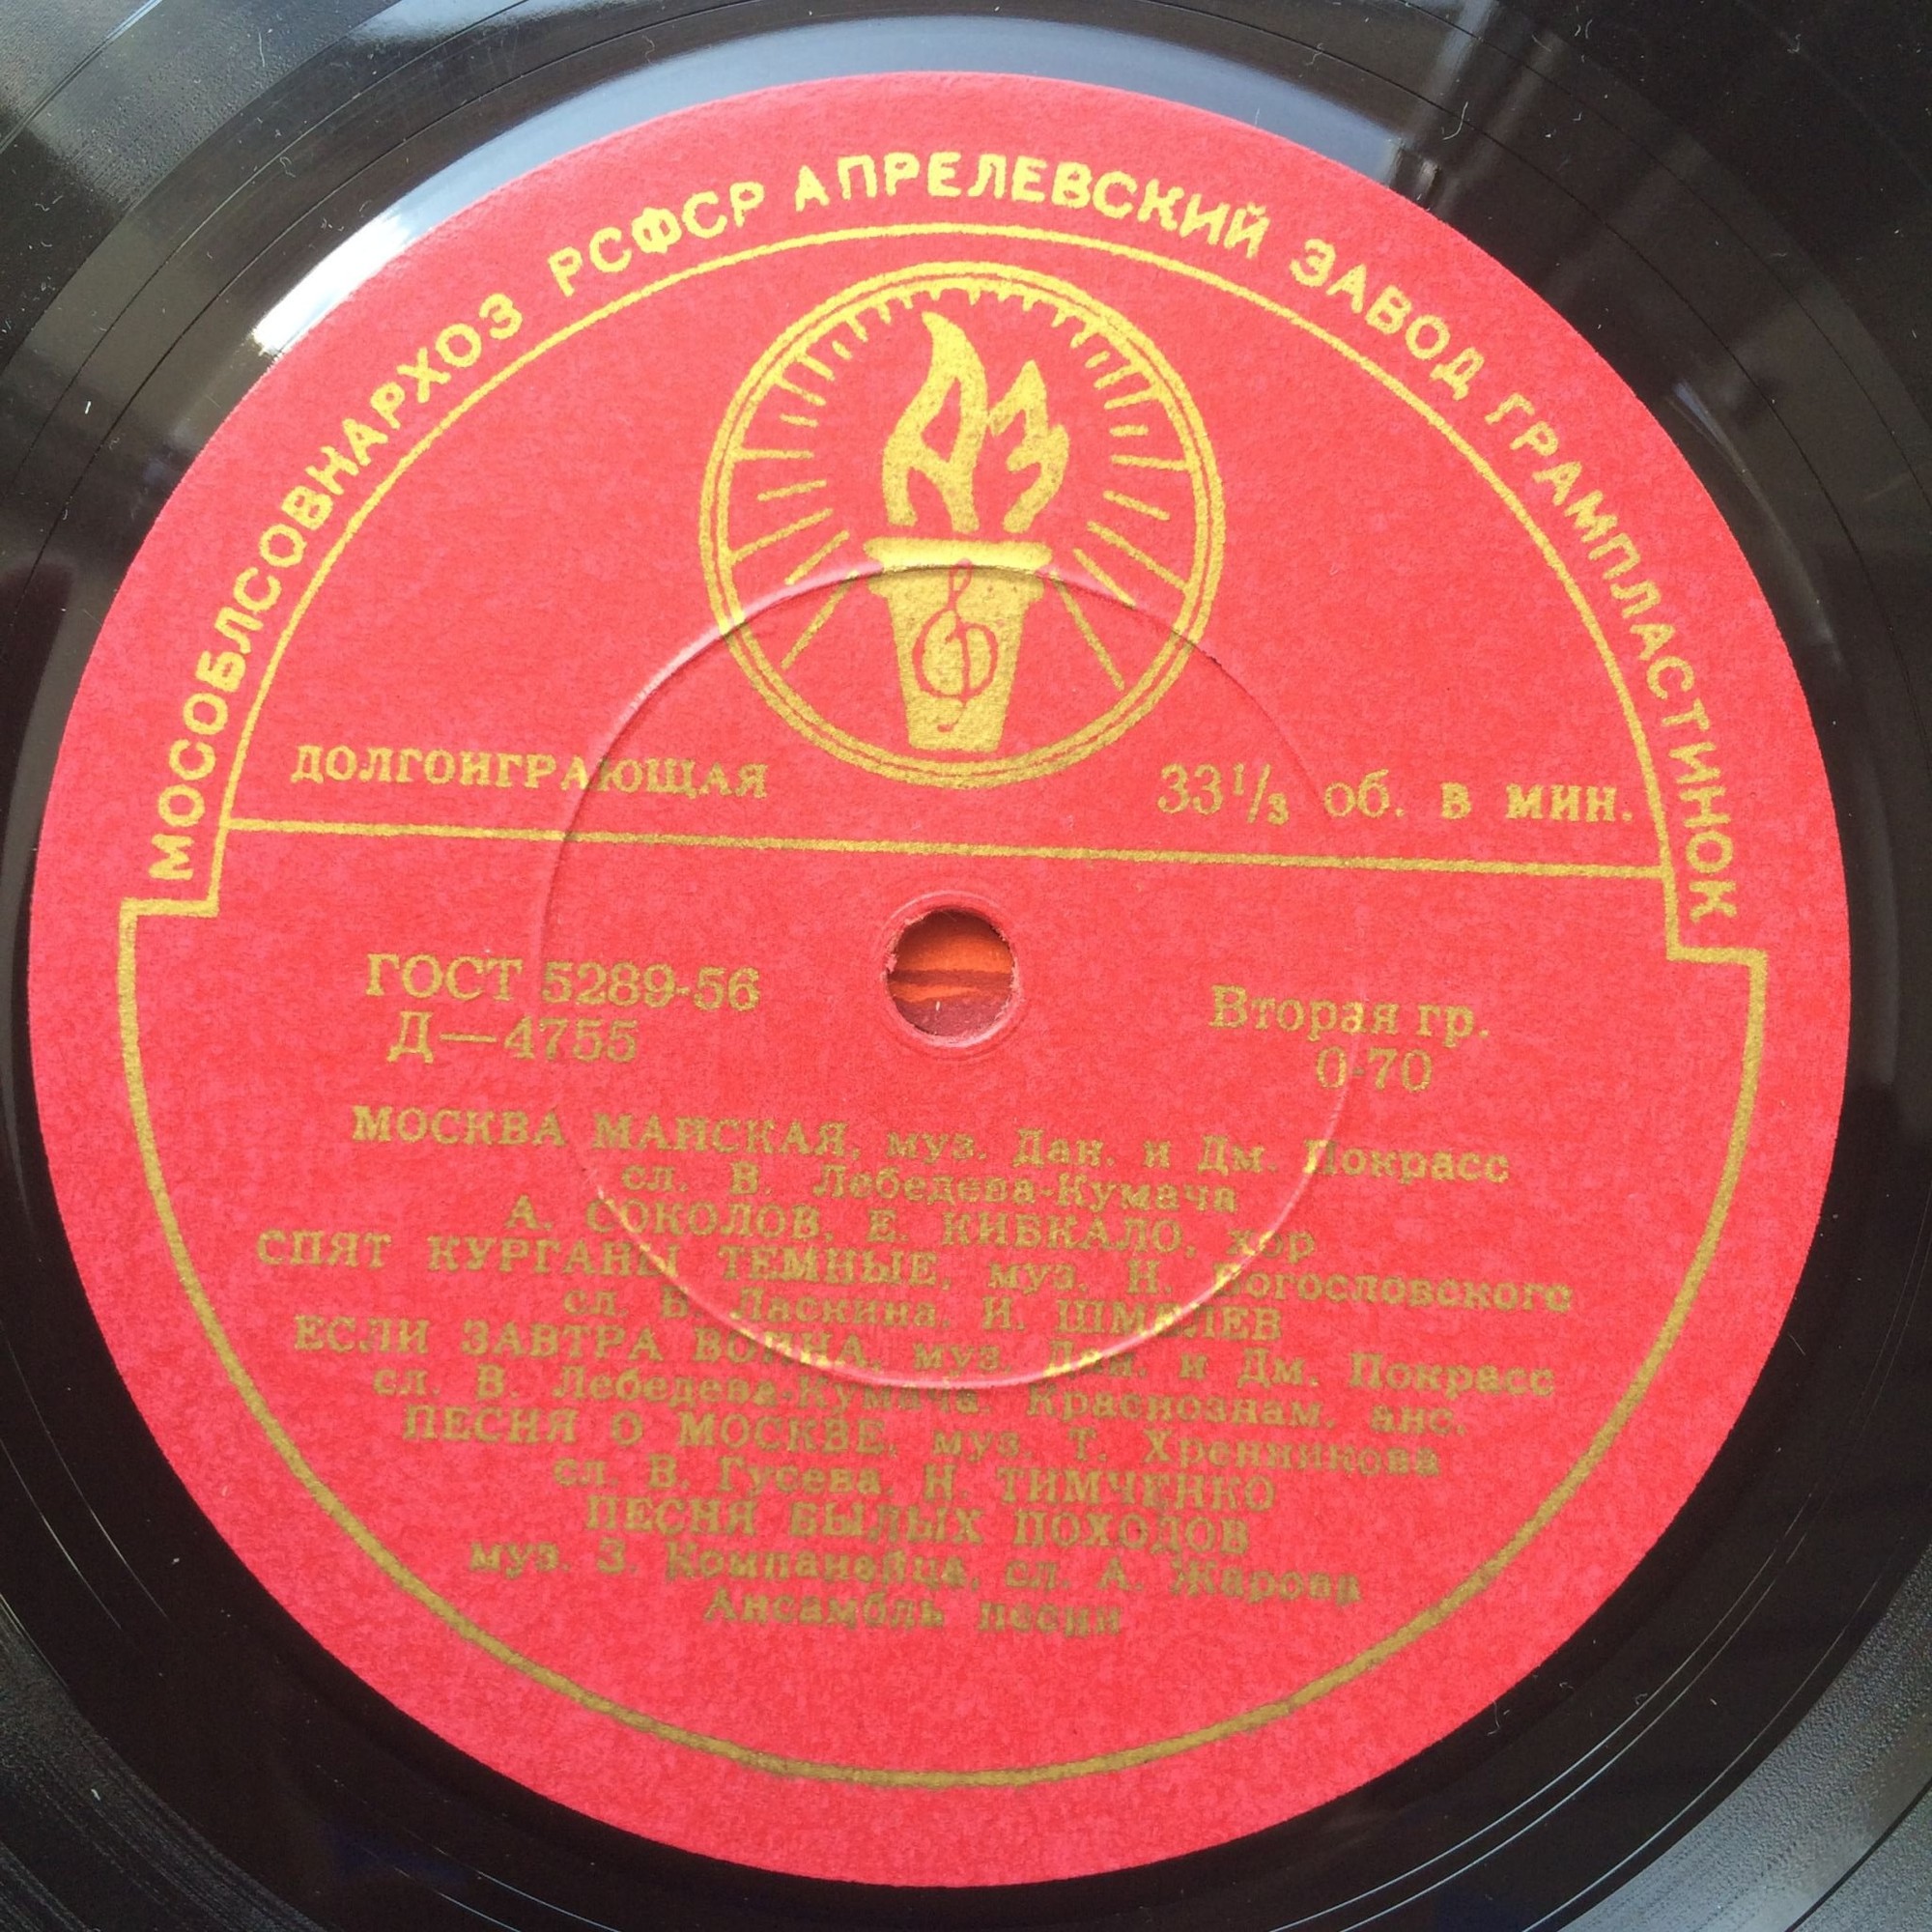 МОСОБЛСОВНАРХОЗ РСФСР АПРЕЛЕВСКИЙ ЗАВОД ГРАМПЛАСТИНОК
ДОЛГОИГРАЮЩАЯ 33⅓ об. в мин.
ГОСТ 5289-56 Вторая гр.
Д—4755 0-70
МОСКВА МАЙСКАЯ, муз. Дан. и Дм. Покрасс
сл. В. Лебедева-Кумача
А. СОКОЛОВ, Е. КИБКАЛО, хор
СПЯТ КУРГАНЫ ТЕМНЫЕ, муз. Н. Богословского
сл. Б. Ласкина, И. ШМЕЛЕВ
ЕСЛИ ЗАВТРА ВОЙНА, муз. Дан. и Дм. Покрасс
сл. В. Лебедева-Кумача, Краснознам. анс.
ПЕСНЯ О МОСКВЕ, муз. Т. Хренникова
сл. В. Гусева, Н. ТИМЧЕНКО
ПЕСНЯ БЫЛЫХ ПОХОДОВ
муз. З. Компанейца, сл. А. Жарова
Ансамбль песни